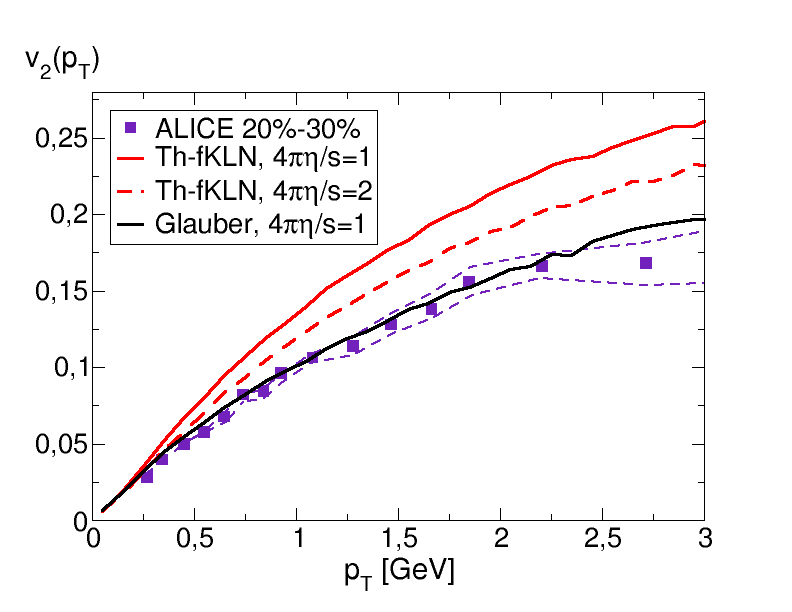 v2(pT)
0,25
0,2
0,15
0,1
0,05
0
ALICE 20%-30%
Th-fKLN, 4πη/s=1
Th-fKLN, 4πη/s=2
Glauber, 4πη/s=1
0 0,5 1 1,5 2 2,5 3
pT [GeV]